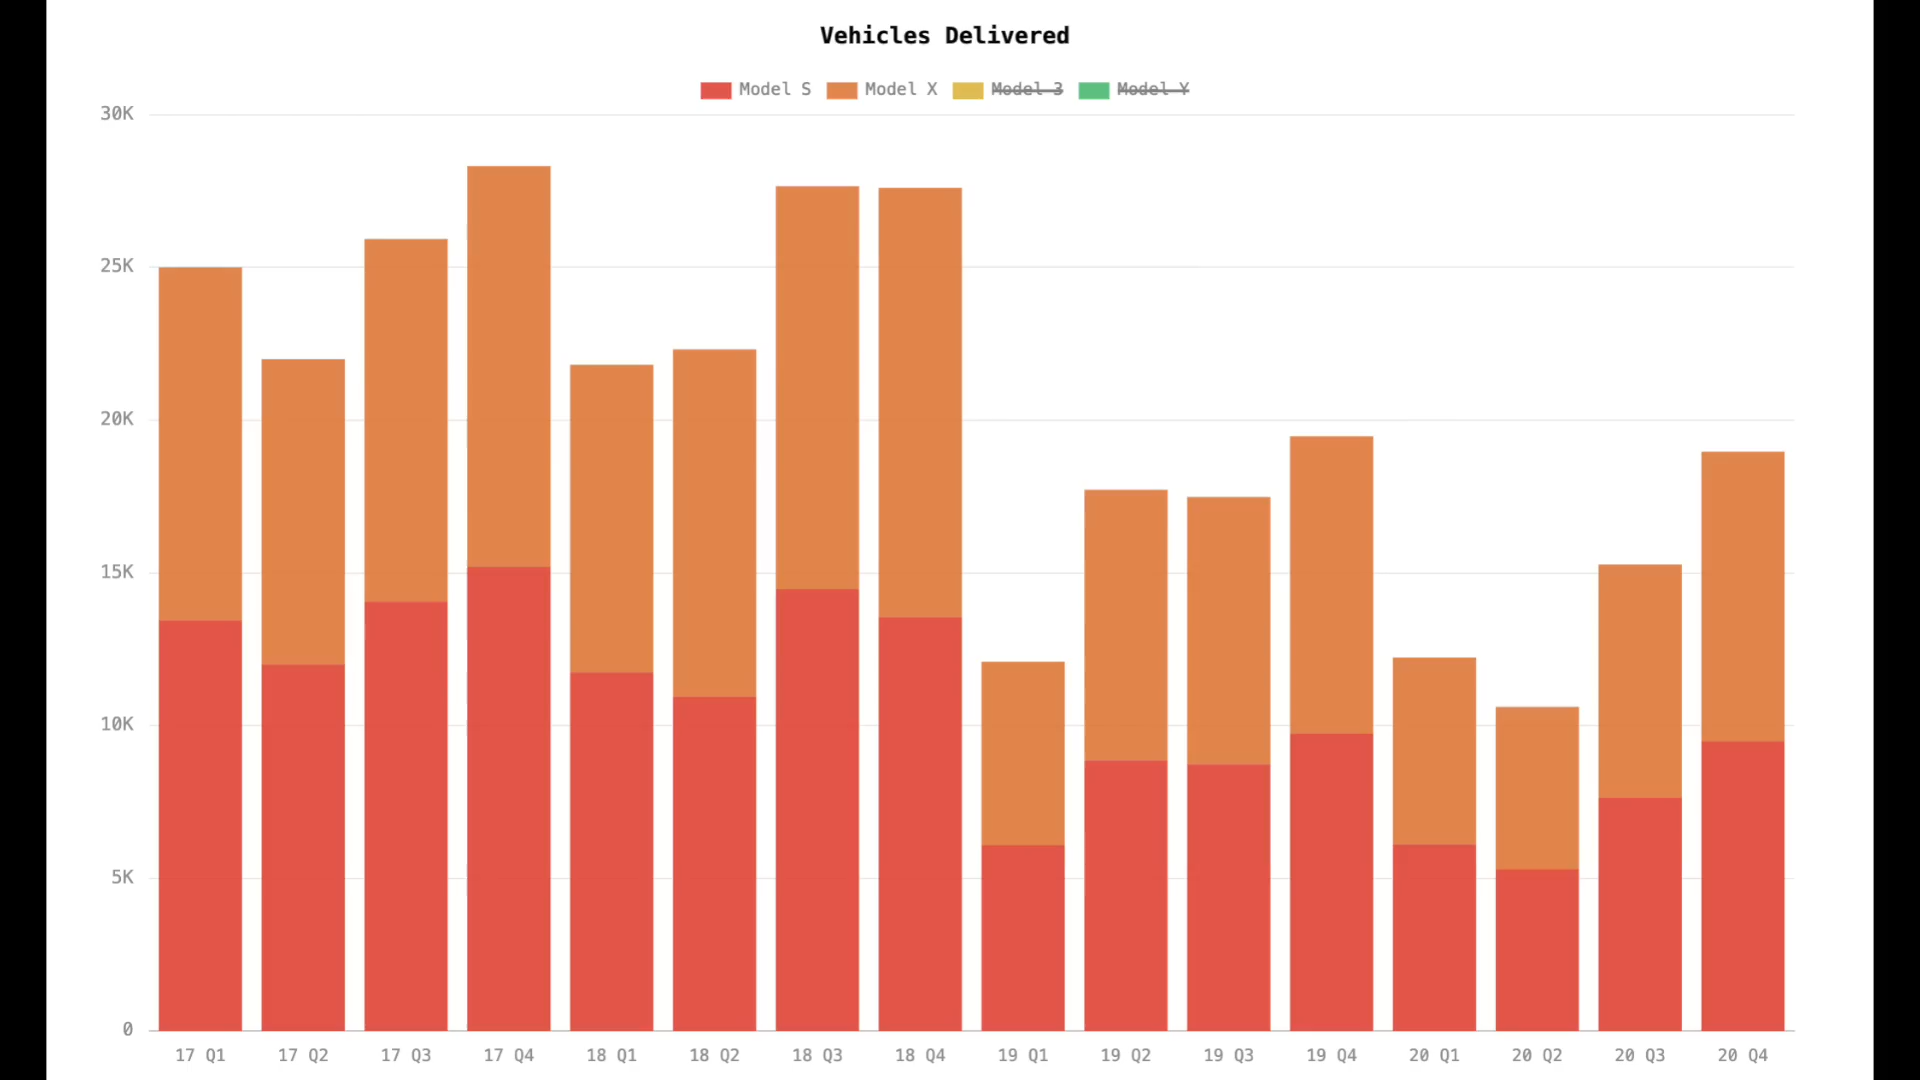 Vehicles Delivered
Model S Model X Model 3 Model Y
30K
25K
20K
15K
10K
5K
0
17 Q1 17 Q2 17 Q3 17 Q4 18 Q1 18 Q2 18 Q3 18 Q4 19 Q1 19 Q2 19 Q3 19 Q4 20 Q1 20 Q2 20 Q3 20 Q4